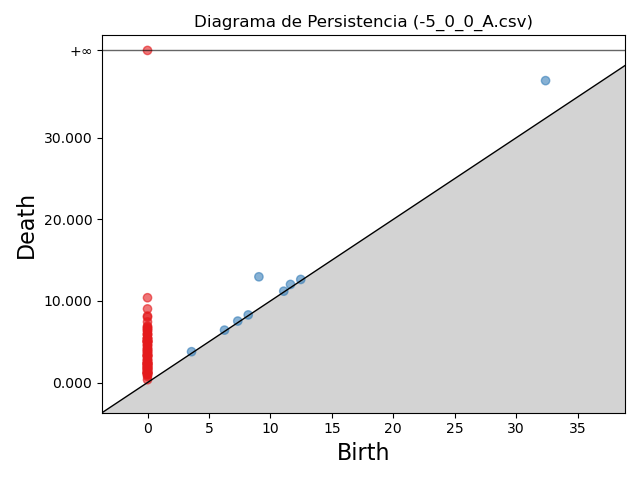 Diagrama de Persistencia (-5_0_0_A.csv)
+∞
30.000
20.000
10.000
0.000
Death
0 5 10 15 20 25 30 35
Birth